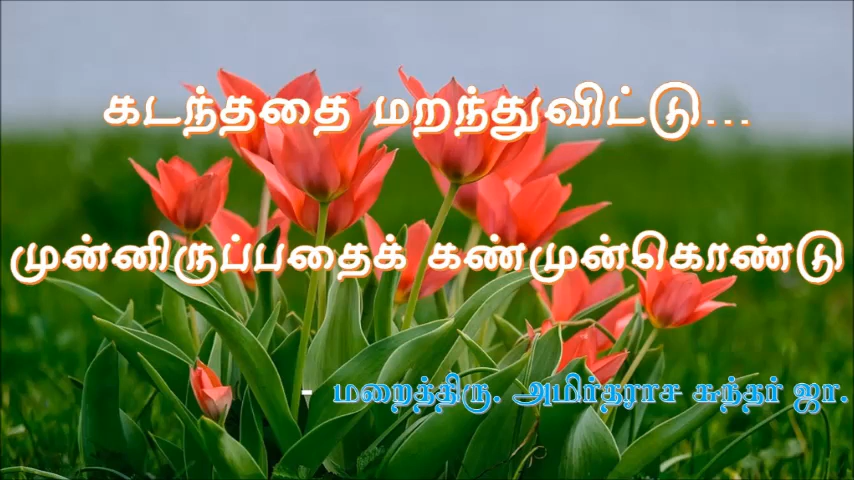 கடந்ததை மறந்துவிட்டு...
முன்னிருப்பதைக் கண்முன்கொண்டு
- மறைத்திரு. அமிர்தராச சுந்தர் ஜா.